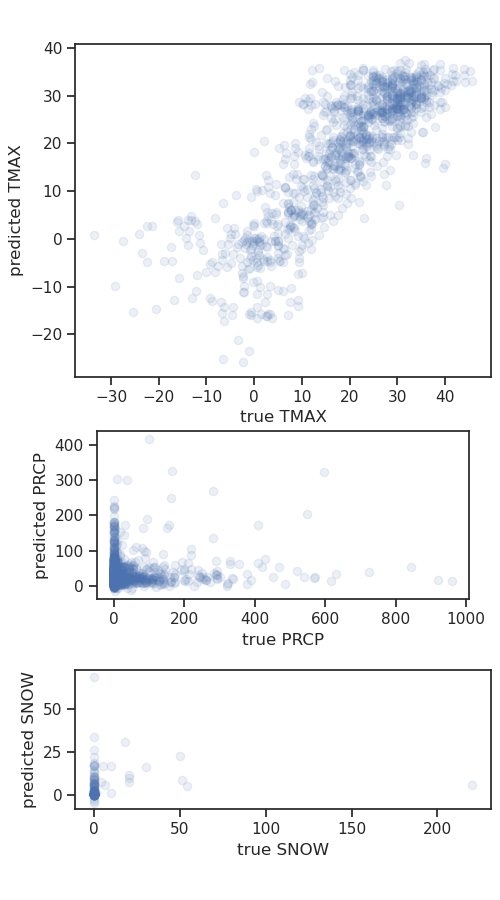 40
30
20
10
0
−10
−20
predicted TMAX
−30 −20 −10 0 10 20 30 40
true TMAX
400
300
200
100
0
predicted PRCP
0 200 400 600 800 1000
true PRCP
50
25
0
predicted SNOW
0 50 100 150 200
true SNOW